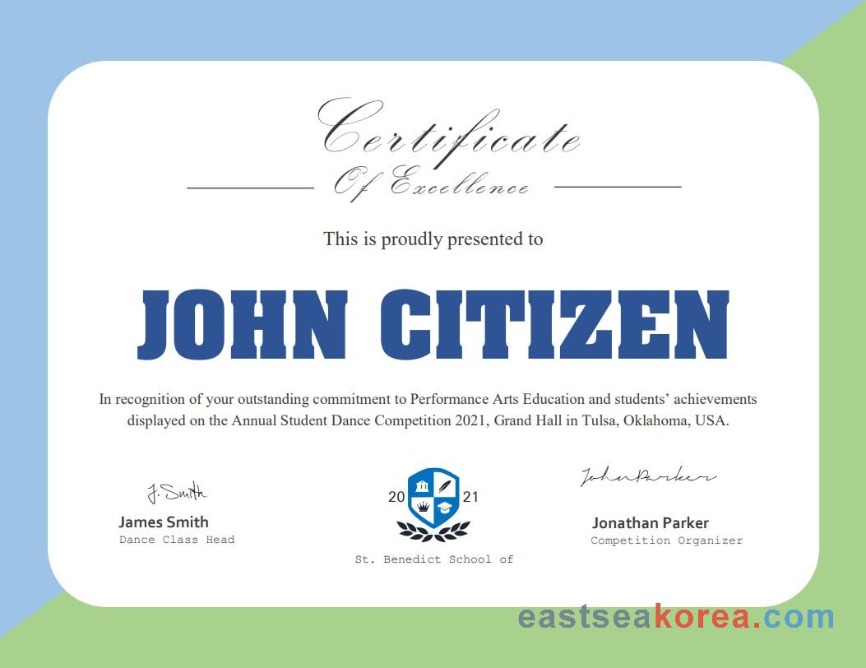 Certificate
Of Excellence
This is proudly presented to
JOHN CITIZEN
In recognition of your outstanding commitment to Performance Arts Education and students’ achievements
displayed on the Annual Student Dance Competition 2021, Grand Hall in Tulsa, Oklahoma, USA.
J. Smith
James Smith
Dance Class Head
20 21
St. Benedict School of
John Parker
Jonathan Parker
Competition Organizer
eastseakorea.com